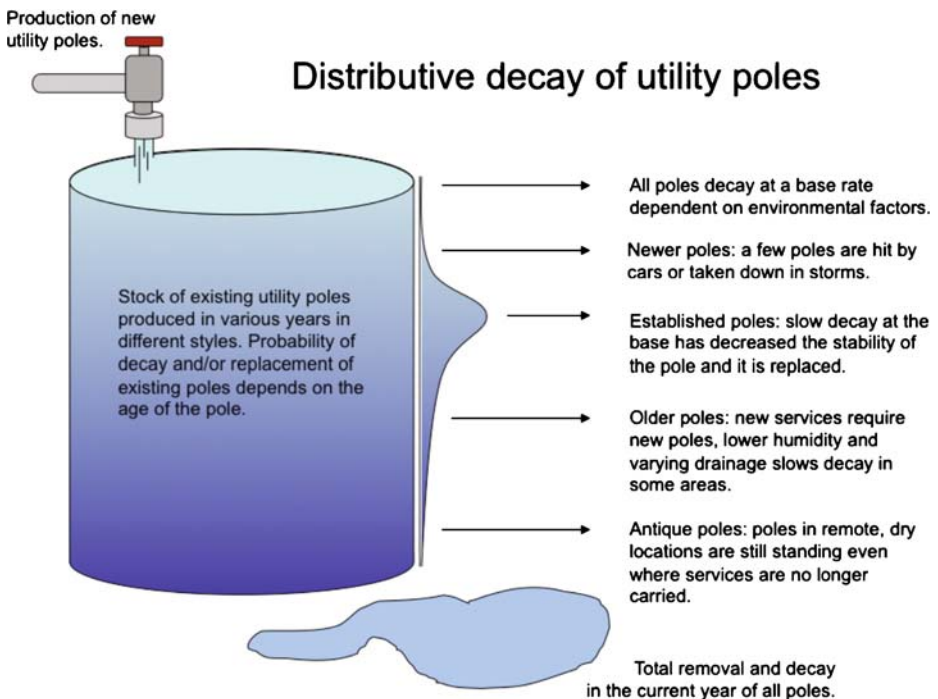 Production of new
utility poles.
Distributive decay of utility poles
All poles decay at a base rate
dependent on environmental factors.
Newer poles: a few poles are hit by
cars or taken down in storms.
Stock of existing utility poles
produced in various years in
different styles. Probability of
decay and/or replacement of
existing poles depends on the
age of the pole.
Established poles: slow decay at the
base has decreased the stability of
the pole and it is replaced.
Older poles: new services require
new poles, lower humidity and
varying drainage slows decay in
some areas.
Antique poles: poles in remote, dry
locations are still standing even
where services are no longer
carried.
Total removal and decay
in the current year of all poles.